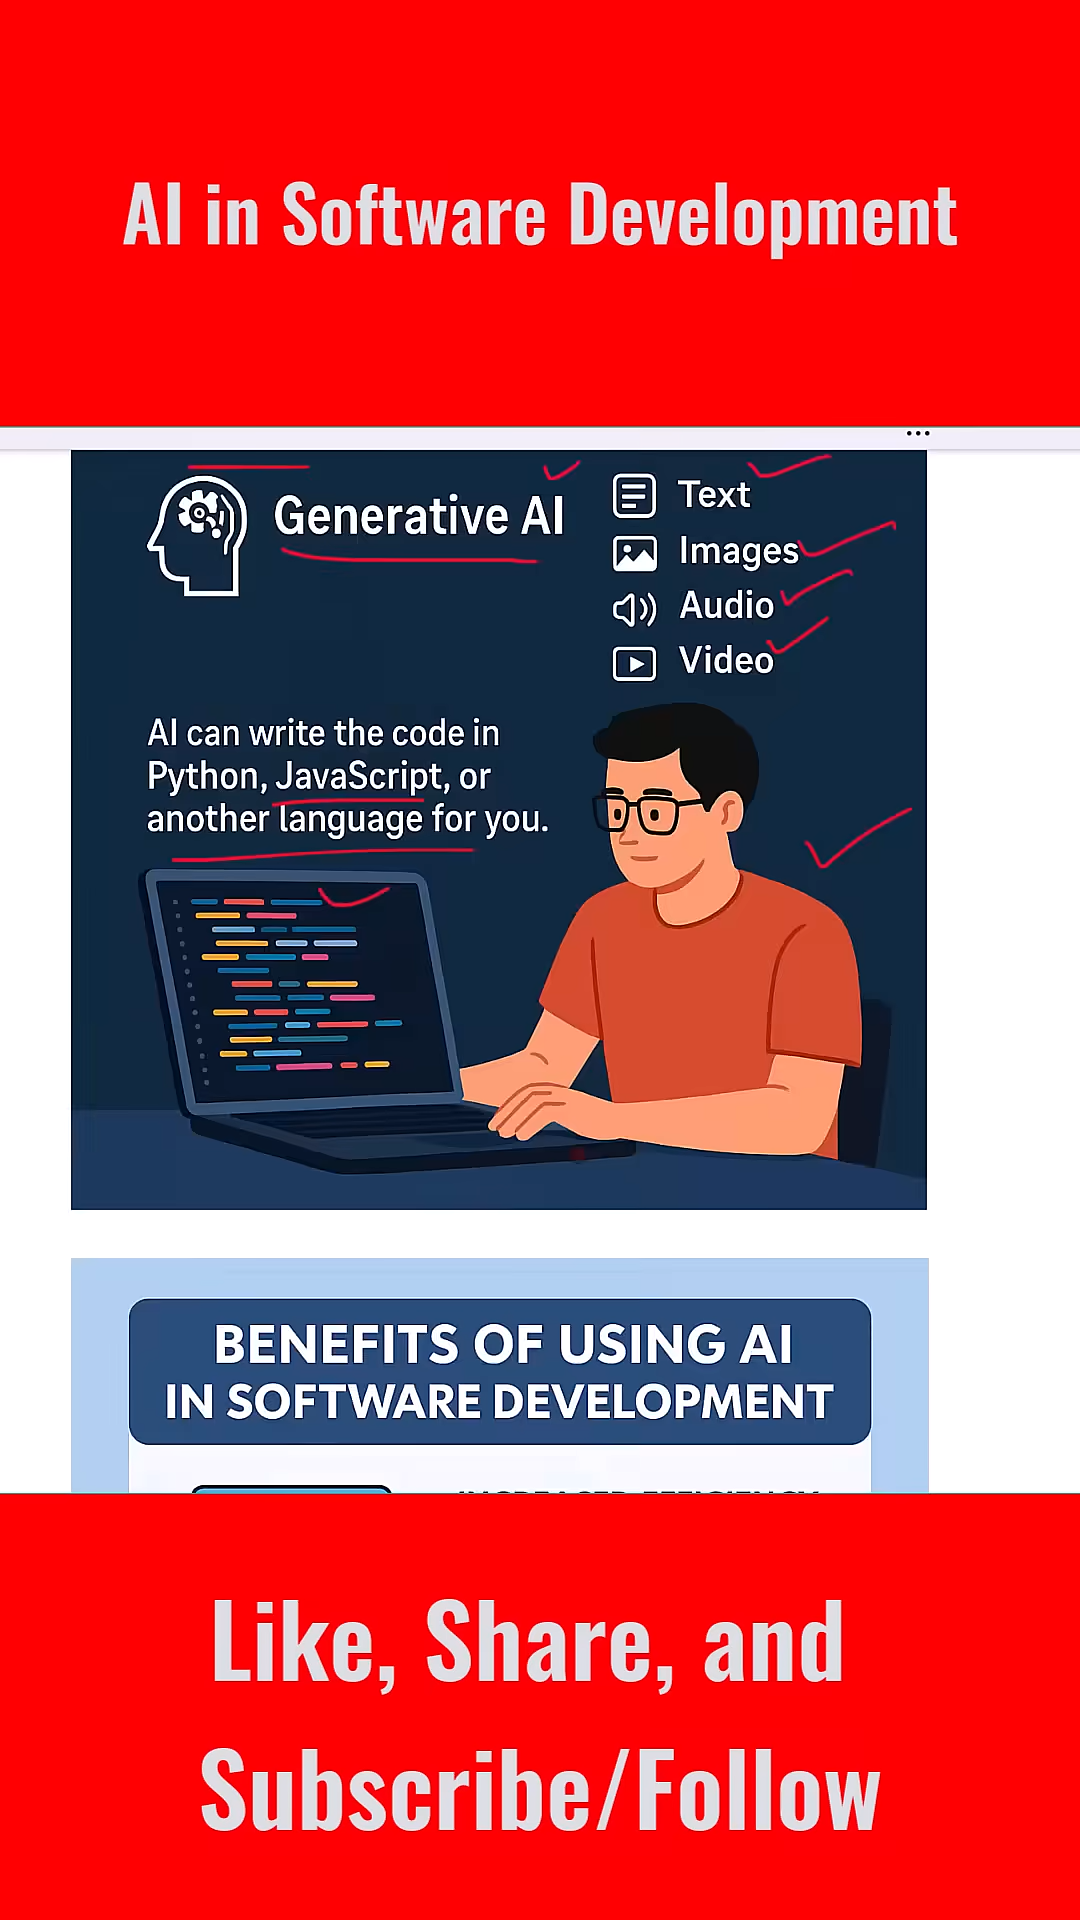 AI in Software Development
Generative AI
Text
Images
Audio
Video
AI can write the code in
Python, JavaScript, or
another language for you.
BENEFITS OF USING AI
IN SOFTWARE DEVELOPMENT
Like, Share, and
Subscribe/Follow